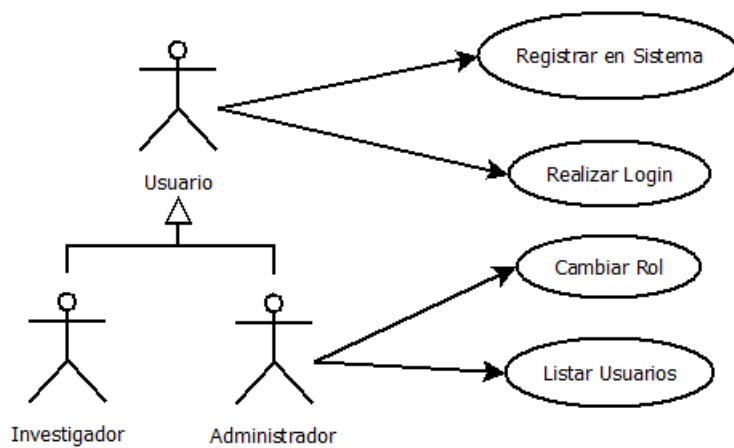 Registrar en Sistema
Usuario
Realizar Login
Cambiar Rol
Listar Usuarios
Investigador
Administrador